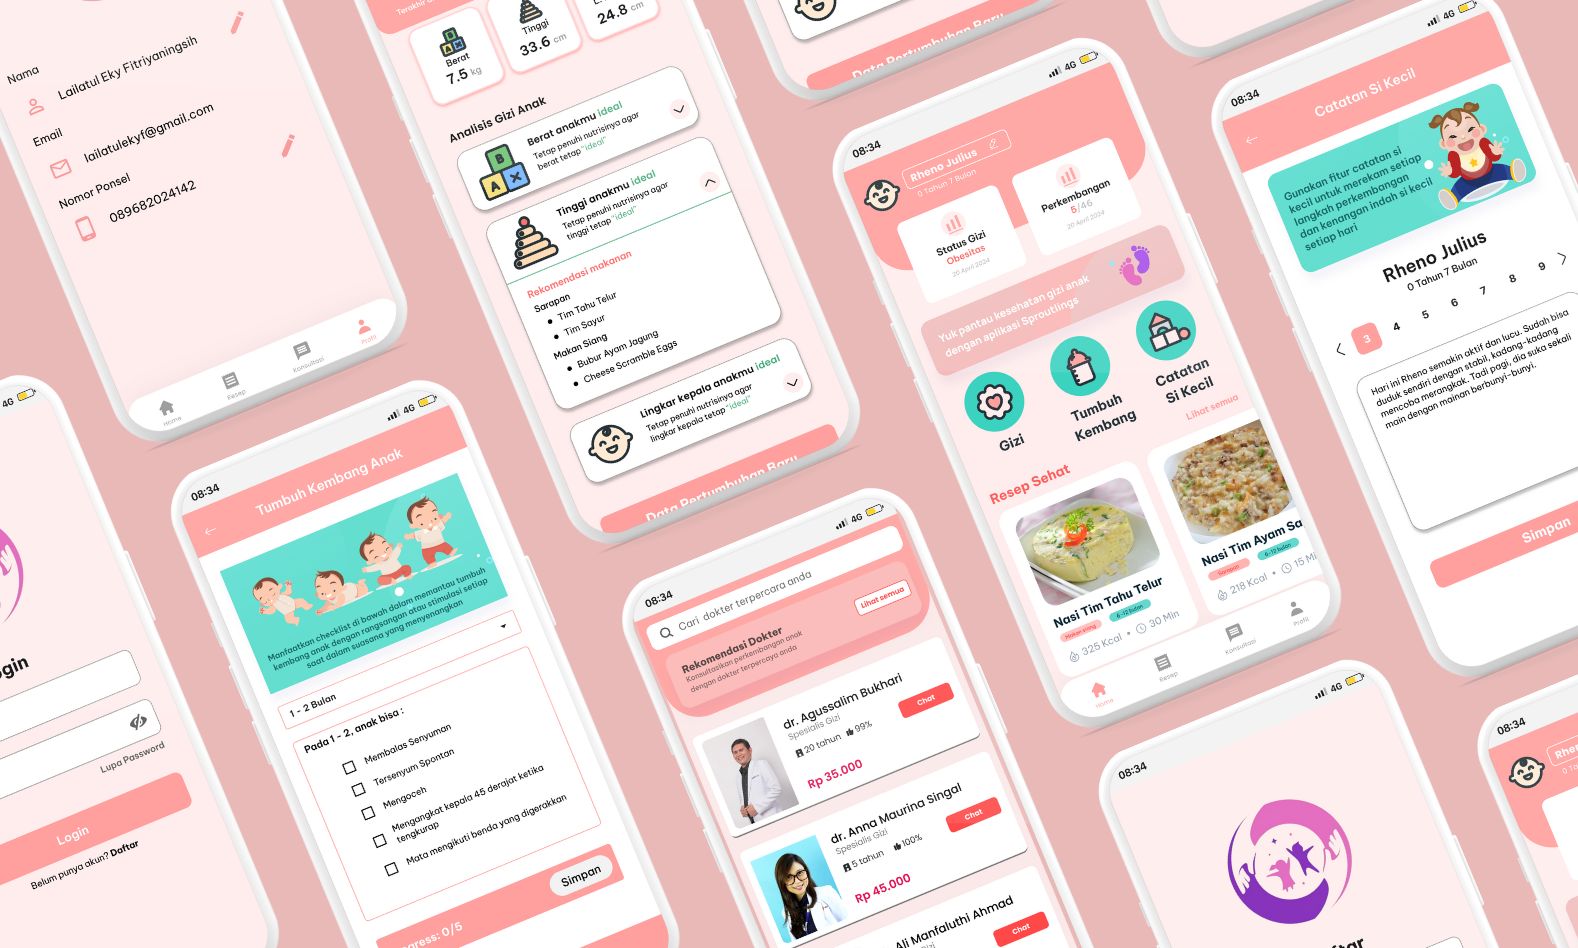 Nama
Lailatul Eky Fitriyaningsih
Email
lailatulekyf@gmail.com
Nomor Ponsel
089682024142
Home
Resep
Konsultasi
Profil
Berat
7.5 kg
Tinggi
33.6 cm
24.8 cm
Analisis Gizi Anak
Berat anakmu ideal
Tetap penuhi nutrisinya agar
berat tetap "ideal"
Tinggi anakmu ideal
Tetap penuhi nutrisinya agar
tinggi tetap "ideal"
Rekomendasi makanan
Sarapan
Tim Tahu Telur
Tim Sayur
Makan Siang
Bubur Ayam Jagung
Cheese Scramble Eggs
Lingkar kepala anakmu ideal
Tetap penuhi nutrisinya agar
lingkar kepala tetap "ideal"
Data Pertumbuhan Baru
Data Pertumbuhan Baru
08:34
4G
Rheno Julius
0 Tahun 7 Bulan
Status Gizi
Obesitas
20 April 2024
Perkembangan
5/46
20 April 2024
Yuk pantau kesehatan gizi anak
dengan aplikasi Sproutlings
Gizi
Tumbuh
Kembang
Catatan
Si Kecil
Resep Sehat
Lihat semua
Nasi Tim Tahu Telur
Makan siang
6-12 bulan
325 Kcal • 30 Min
Nasi Tim Ayam Sa
Sarapan
6-12 bulan
218 Kcal • 15 Mi
Home
Resep
Konsultasi
Profil
08:34
4G
Catatan Si Kecil
Gunakan fitur catatan si
kecil untuk merekam setiap
langkah perkembangan
dan kenangan indah si kecil
setiap hari
Rheno Julius
0 Tahun 7 Bulan
3 4 5 6 7 8 9
Hari ini Rheno semakin aktif dan lucu. Sudah bisa
duduk sendiri dengan stabil, kadang-kadang
mencoba merangkak. Tadi pagi, dia suka sekali
main dengan mainan berbunyi-bunyi.
Simpan
4G
ogin
Lupa Password
Login
Belum punya akun? Daftar
08:34
4G
Tumbuh Kembang Anak
Manfaatkan checklist di bawah dalam memantau tumbuh
kembang anak dengan rangsangan atau stimulasi setiap
saat dalam suasana yang menyenangkan
1 - 2 Bulan
Pada 1 - 2, anak bisa :
Membalas Senyuman
Tersenyum Spontan
Mengoceh
Mengangkat kepala 45 derajat ketika
tengkurap
Mata mengikuti benda yang digerakkan
Simpan
gress: 0/5
08:34
4G
Cari dokter terpercara anda
Rekomendasi Dokter
Konsultasikan perkembangan anak
dengan dokter terpercaya anda
Lihat semua
dr. Agussalim Bukhari
Spesialis Gizi
20 tahun 99%
Rp 35.000
Chat
dr. Anna Maurina Singal
Spesialis Gizi
5 tahun 100%
Rp 45.000
Chat
Ali Manfaluthi Ahmad
Chat
08:34
4G
ftar
08:34
Rheno
0 Ta